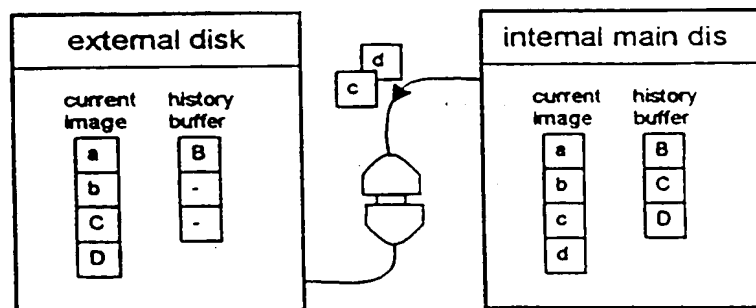 external disk
current image
history buffer
a B
b -
C -
D
d
c
internal main dis
current image
history buffer
a B
b C
c D
d